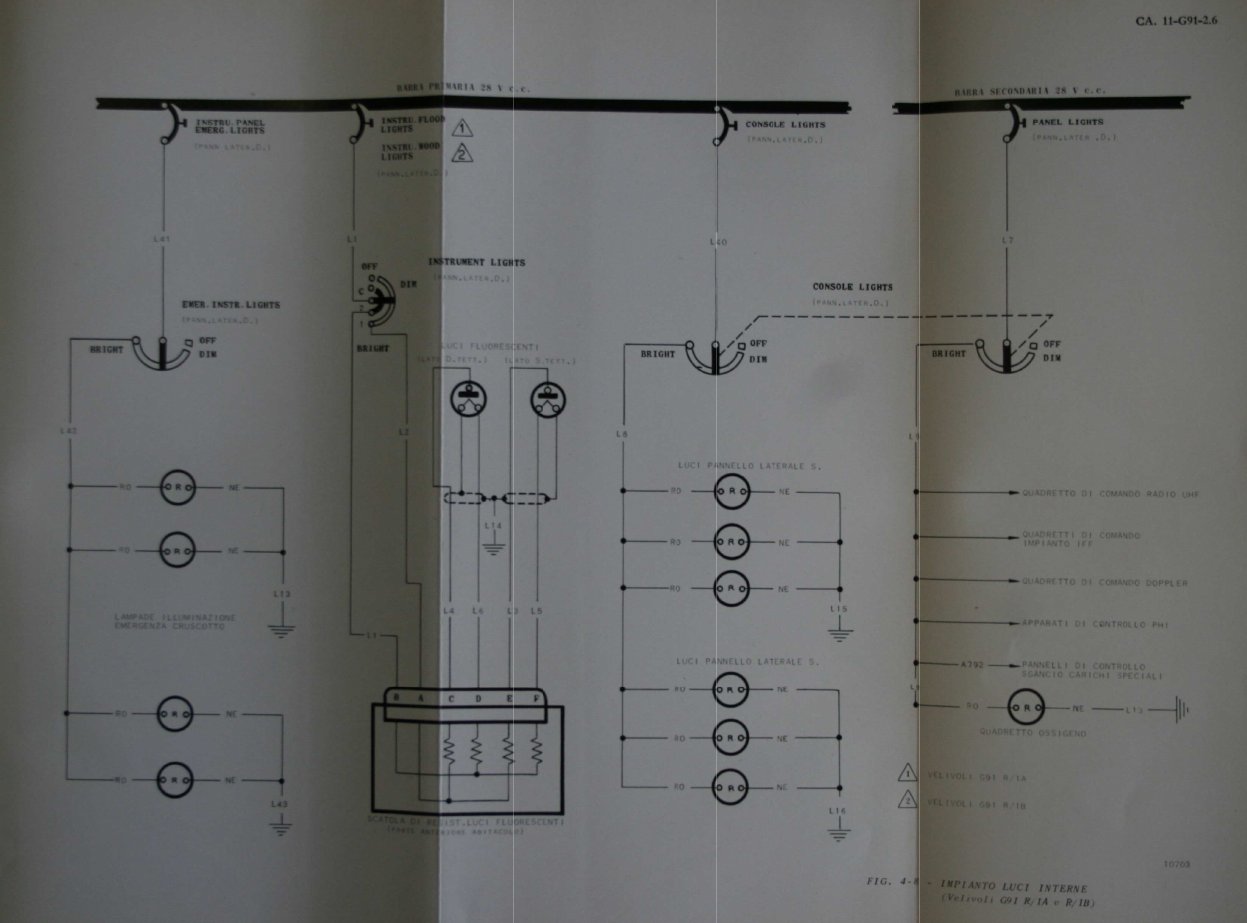 CA. 11-G91-2.6
BARRA PRIMARIA 28 V c.c.
BARRA SECONDARIA 28 V c.c.
INSTRU.PANEL
EMERG.LIGHTS
(PANN.LATER.D.)
INSTRU.FLOOD
LIGHTS
1
INSTRU.WOOD
LIGHTS
2
(PANN.LATER.D.)
CONSOLE LIGHTS
(PANN.LATER.D.)
PANEL LIGHTS
(PANN.LATER.D.)
L41
L1
L40
L7
INSTRUMENT LIGHTS
(PANN.LATER.D.)
OFF
DIM
C
2
1
BRIGHT
EMER.INSTR.LIGHTS
(PANN.LATER.D.)
BRIGHT
OFF
DIM
CONSOLE LIGHTS
(PANN.LATER.D.)
BRIGHT
OFF
DIM
BRIGHT
OFF
DIM
LUCI FLUORESCENTI
(LATO D.TETT.)
(LATO S.TETT.)
L42
L2
L8
L9
RO
R
NE
RO
R
NE
L13
LAMPADE ILLUMINAZIONE
EMERGENZA CRUSCOTTO
RO
R
NE
RO
R
NE
L43
L14
L4
L6
L3
L5
L1
B
A
C
D
E
F
SCATOLA DI RESIST.LUCI FLUORESCENTI
(PARTE ANTERIORE ABITACOLO)
LUCI PANNELLO LATERALE S.
RO
R
NE
RO
R
NE
RO
R
NE
L15
LUCI PANNELLO LATERALE S.
RO
R
NE
RO
R
NE
RO
R
NE
L16
QUADRETTO DI COMANDO RADIO UHF
QUADRETTI DI COMANDO
IMPIANTO IFF
QUADRETTO DI COMANDO DOPPLER
APPARATI DI CONTROLLO PHI
A292
PANNELLI DI CONTROLLO
SGANCIO CARICHI SPECIALI
L9
RO
R
NE
L13
QUADRETTO OSSIGENO
1
VELIVOLI G91 R/1A
2
VELIVOLI G91 R/1B
10703
FIG. 4-8 - IMPIANTO LUCI INTERNE
(Velivoli G91 R/1A e R/1B)